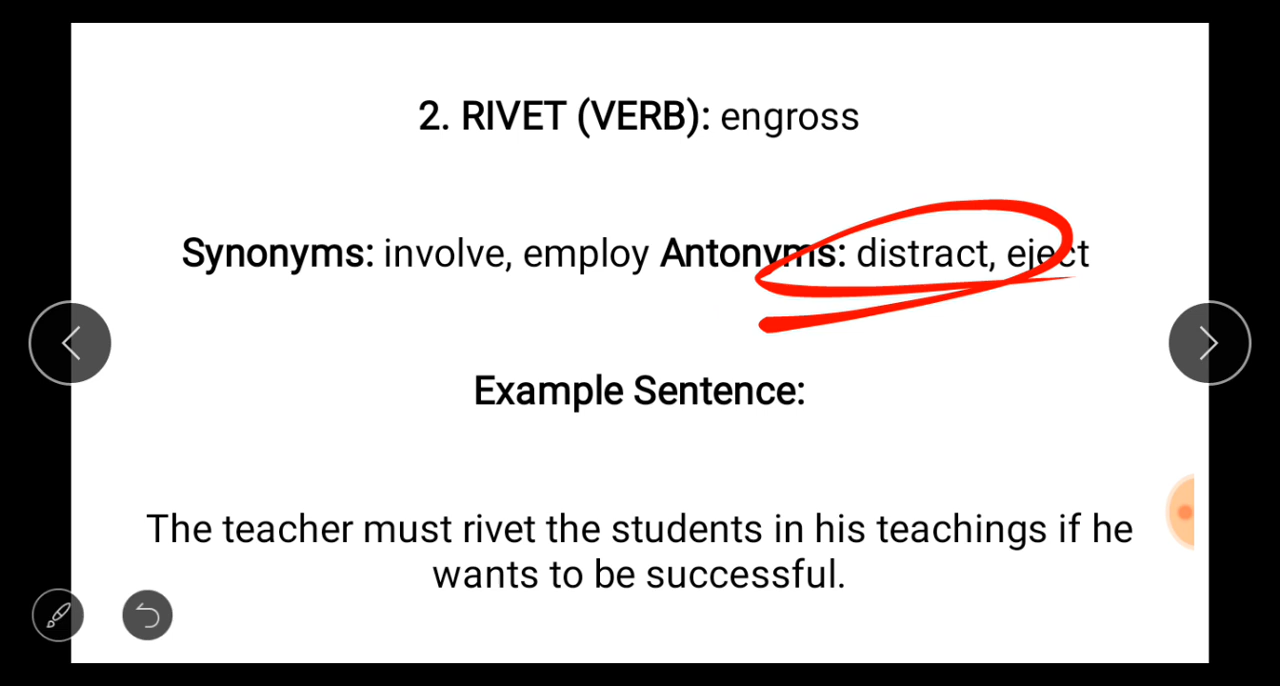 2. RIVET (VERB): engross
Synonyms: involve, employ Antonyms: distract, eject
Example Sentence:
The teacher must rivet the students in his teachings if he
wants to be successful.